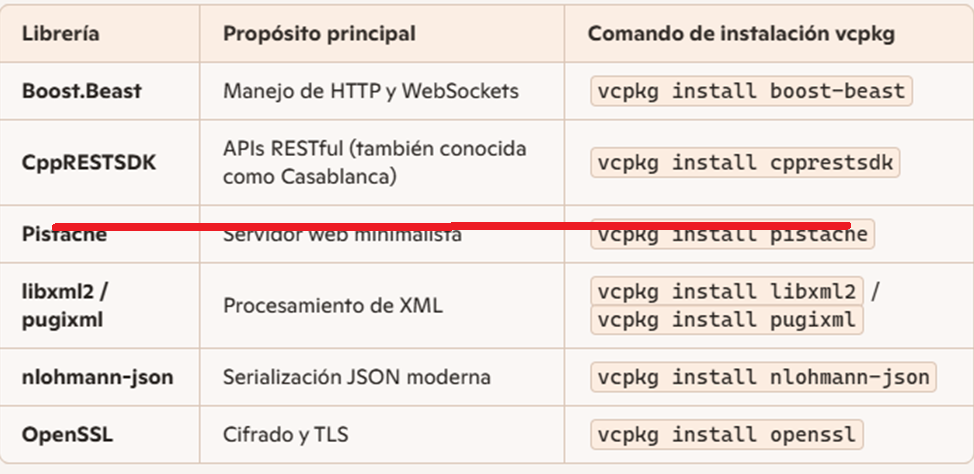 Librería Propósito principal Comando de instalación vcpkg
Boost.Beast Manejo de HTTP y WebSockets vcpkg install boost-beast
CppRESTSDK APIs RESTful (también conocida como Casablanca) vcpkg install cpprestsdk
Pistache Servidor web minimalista vcpkg install pistache
libxml2 / pugixml Procesamiento de XML vcpkg install libxml2 / vcpkg install pugixml
nlohmann-json Serialización JSON moderna vcpkg install nlohmann-json
OpenSSL Cifrado y TLS vcpkg install openssl